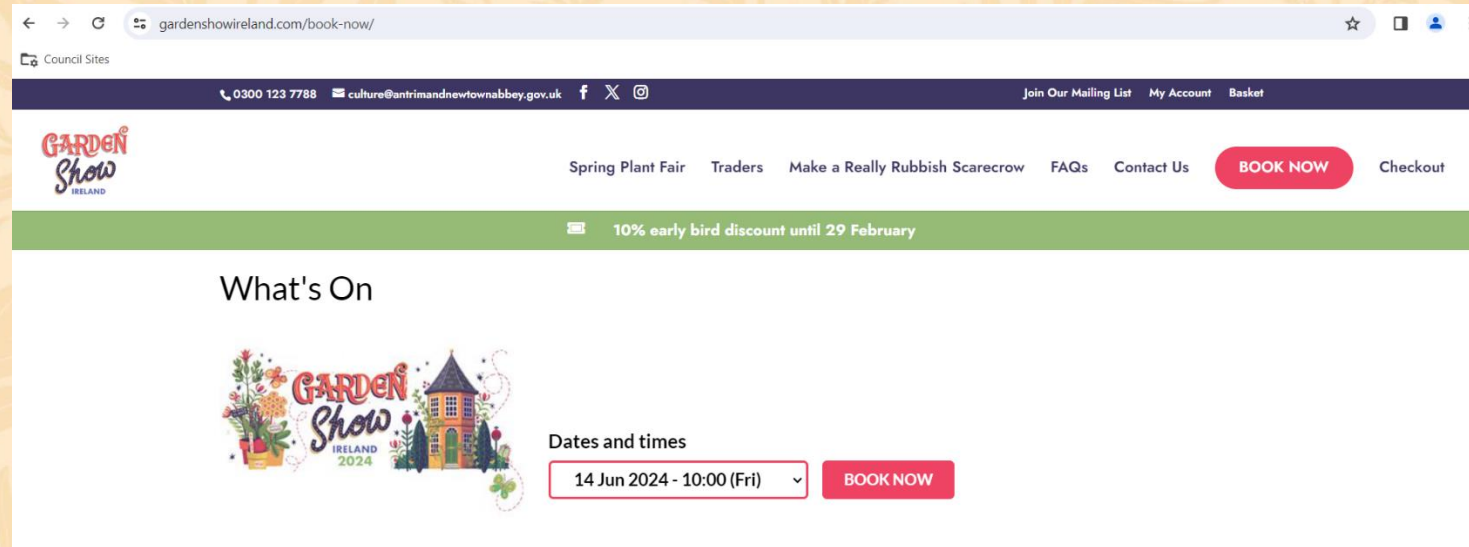 gardenshowireland.com/book-now/
Council Sites
0300 123 7788 culture@antrimandnewtownabbey.gov.uk Join Our Mailing List My Account Basket
GARDEN
Show
IRELAND
Spring Plant Fair Traders Make a Really Rubbish Scarecrow FAQs Contact Us BOOK NOW Checkout
10% early bird discount until 29 February
What's On
GARDEN
Show
IRELAND
2024
Dates and times
14 Jun 2024 - 10:00 (Fri) BOOK NOW